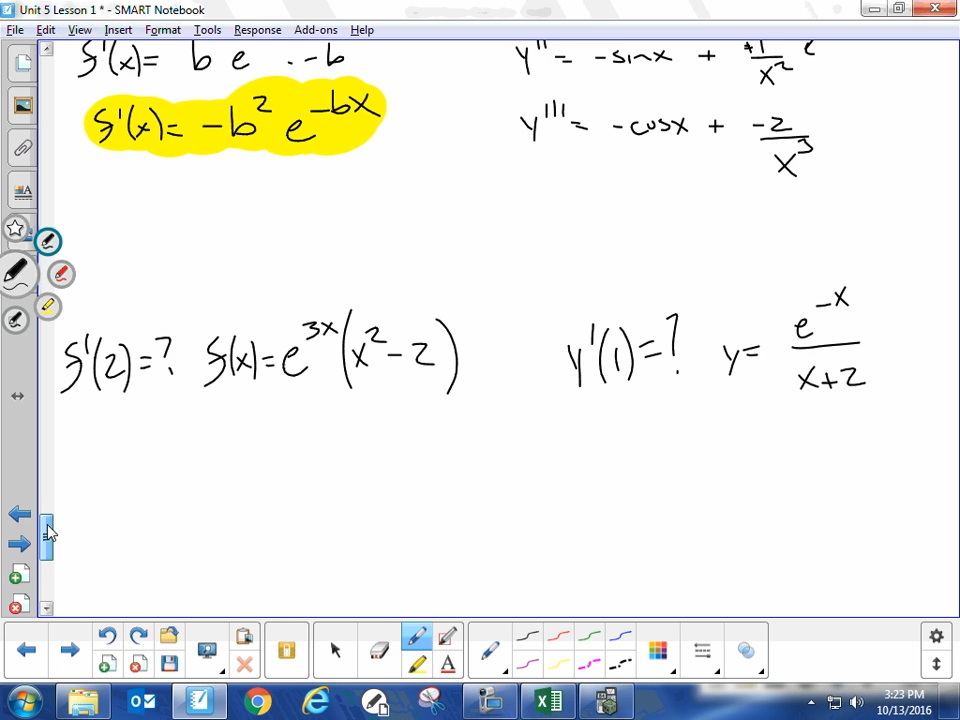 Unit 5 Lesson 1 * - SMART Notebook
File Edit View Insert Format Tools Response Add-ons Help
f'(x)= b e . -b
f'(x)= -b² e^{-bx}
y'' = -sinx + +1/x²
y''' = -cosx + -2/x³
f'(2)=? f(x)= e^{3x}(x²-2)
y'(1)=? y= e^{-x}/x+2
A
3:23 PM
10/13/2016